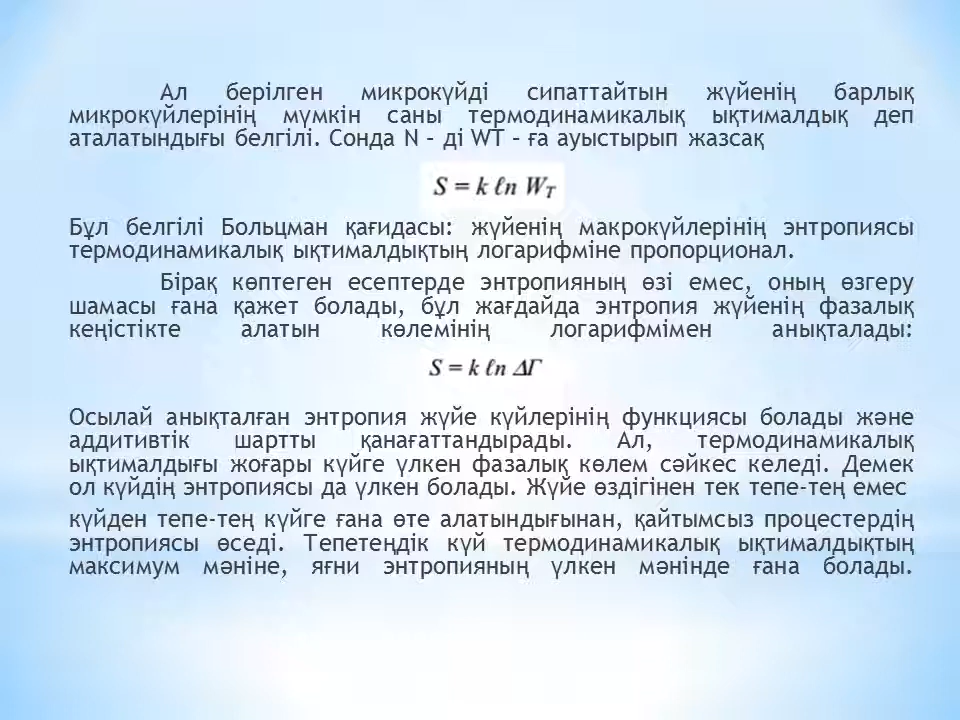 Ал берілген микрокүйді сипаттайтын жүйенің барлық
микрокүйлерінің мүмкін саны термодинамикалық ықтималдық деп
аталатындығы белгілі. Сонда N – ді WT – ға ауыстырып жазсақ
S = k ℓn W_T
Бұл белгілі Больцман қағидасы: жүйенің макрокүйлерінің энтропиясы
термодинамикалық ықтималдықтың логарифміне пропорционал.
Бірақ көптеген есептерде энтропияның өзі емес, оның өзгеру
шамасы ғана қажет болады, бұл жағдайда энтропия жүйенің фазалық
кеңістікте алатын көлемінің логарифмімен анықталады:
S = k ℓn ΔΓ
Осылай анықталған энтропия жүйе күйлерінің функциясы болады және
аддитивтік шартты қанағаттандырады. Ал, термодинамикалық
ықтималдығы жоғары күйге үлкен фазалық көлем сәйкес келеді. Демек
ол күйдің энтропиясы да үлкен болады. Жүйе өздігінен тек тепе-тең емес
күйден тепе-тең күйге ғана өте алатындығынан, қайтымсыз процестердің
энтропиясы өседі. Тепетеңдік күй термодинамикалық ықтималдықтың
максимум мәніне, яғни энтропияның үлкен мәнінде ғана болады.